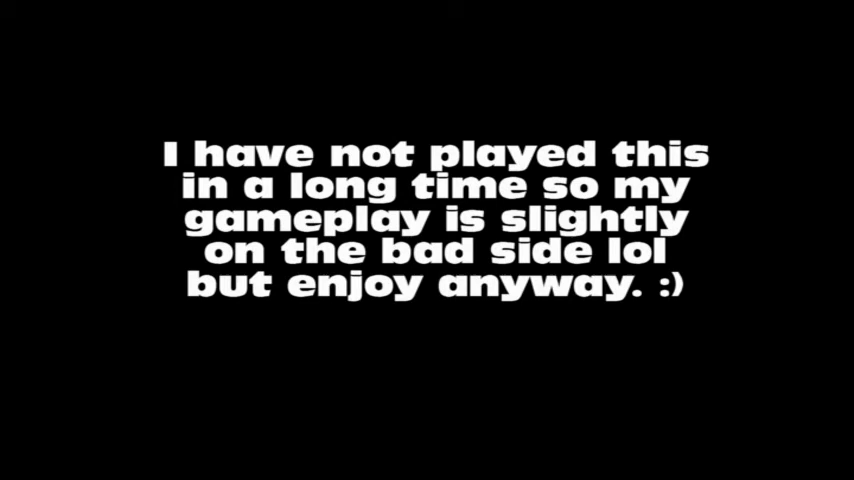 I have not played this
in a long time so my
gameplay is slightly
on the bad side lol
but enjoy anyway. :)